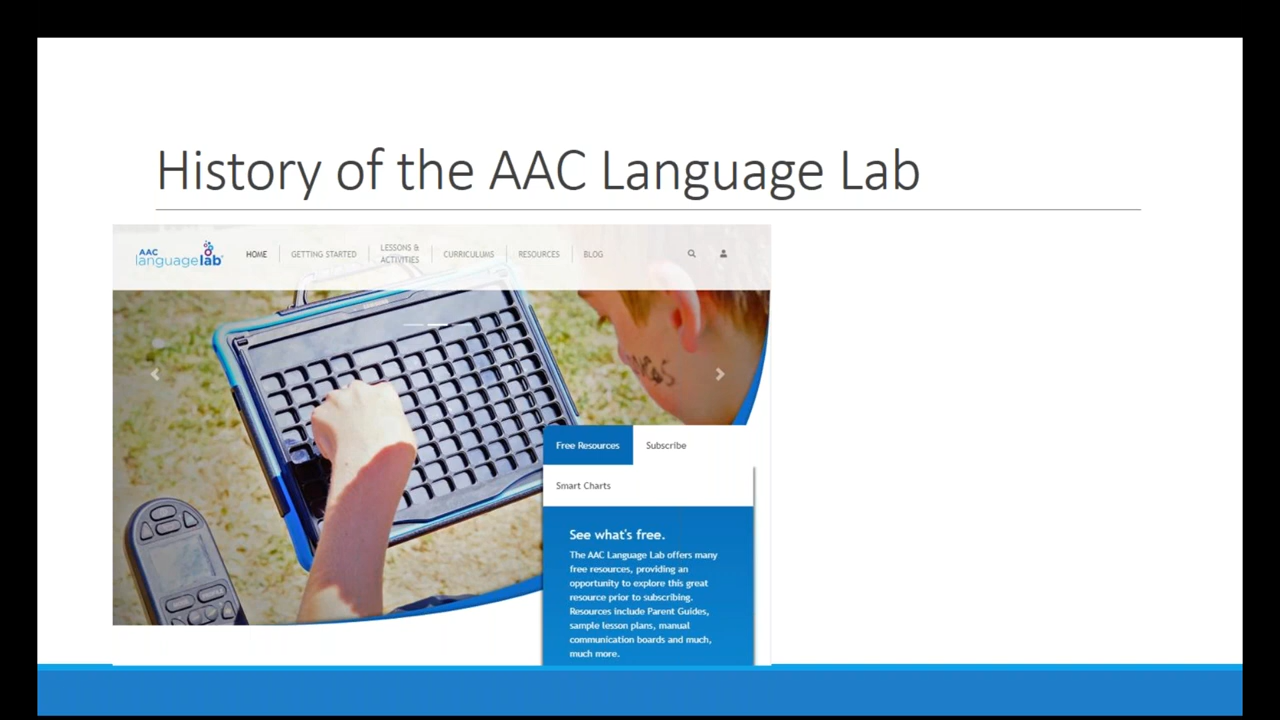 History of the AAC Language Lab
AAC
languagelab
HOME
GETTING STARTED
LESSONS &
ACTIVITIES
CURRICULUMS
RESOURCES
BLOG
Free Resources
Subscribe
Smart Charts
See what's free.
The AAC Language Lab offers many
free resources, providing an
opportunity to explore this great
resource prior to subscribing.
Resources include Parent Guides,
sample lesson plans, manual
communication boards and much,
much more.